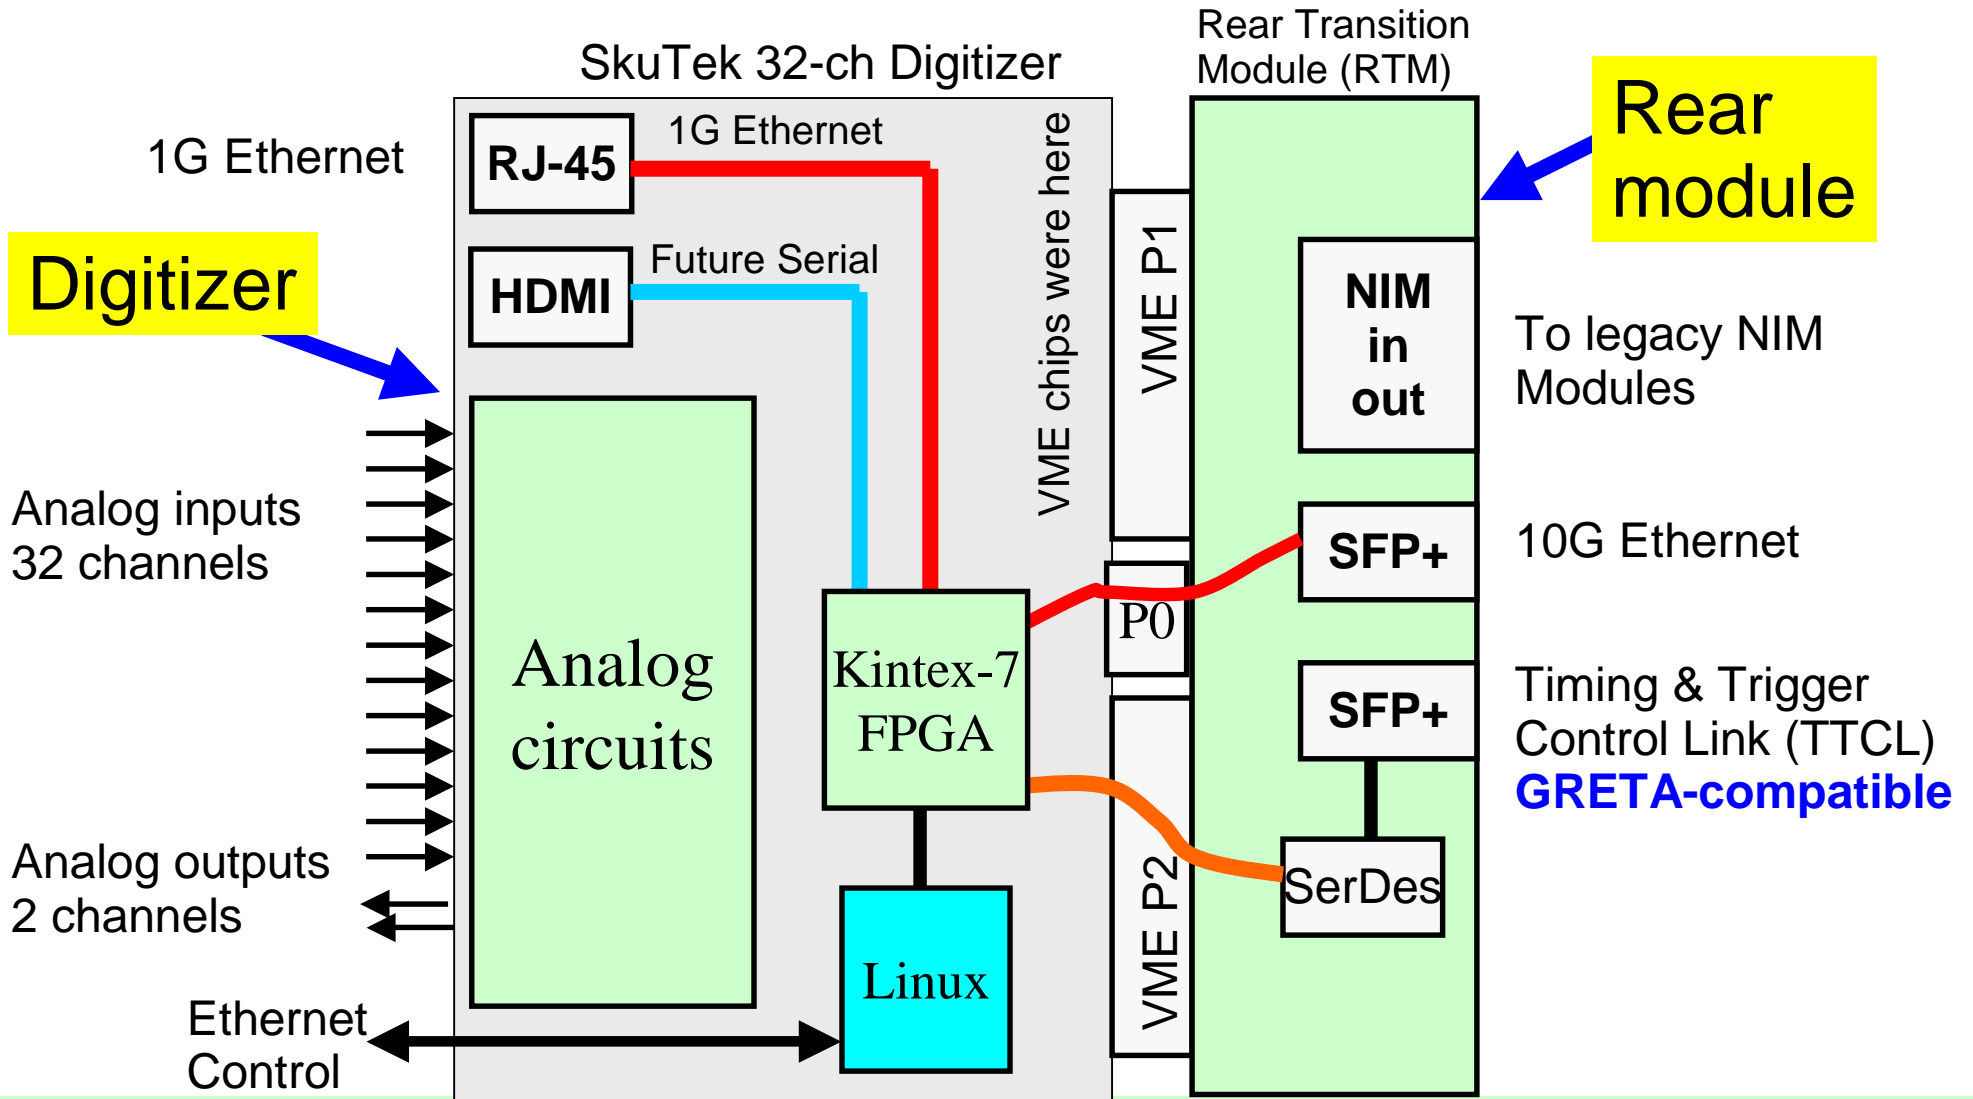 SkuTek 32-ch Digitizer
Rear Transition
Module (RTM)
Rear
module
1G Ethernet
RJ-45
1G Ethernet
HDMI
Future Serial
VME chips were here
Digitizer
VME P1
NIM
in
out
To legacy NIM
Modules
Analog inputs
32 channels
Analog
circuits
Kintex-7
FPGA
P0
SFP+
10G Ethernet
SFP+
Timing & Trigger
Control Link (TTCL)
GRETA-compatible
Analog outputs
2 channels
VME P2
SerDes
Linux
Ethernet
Control